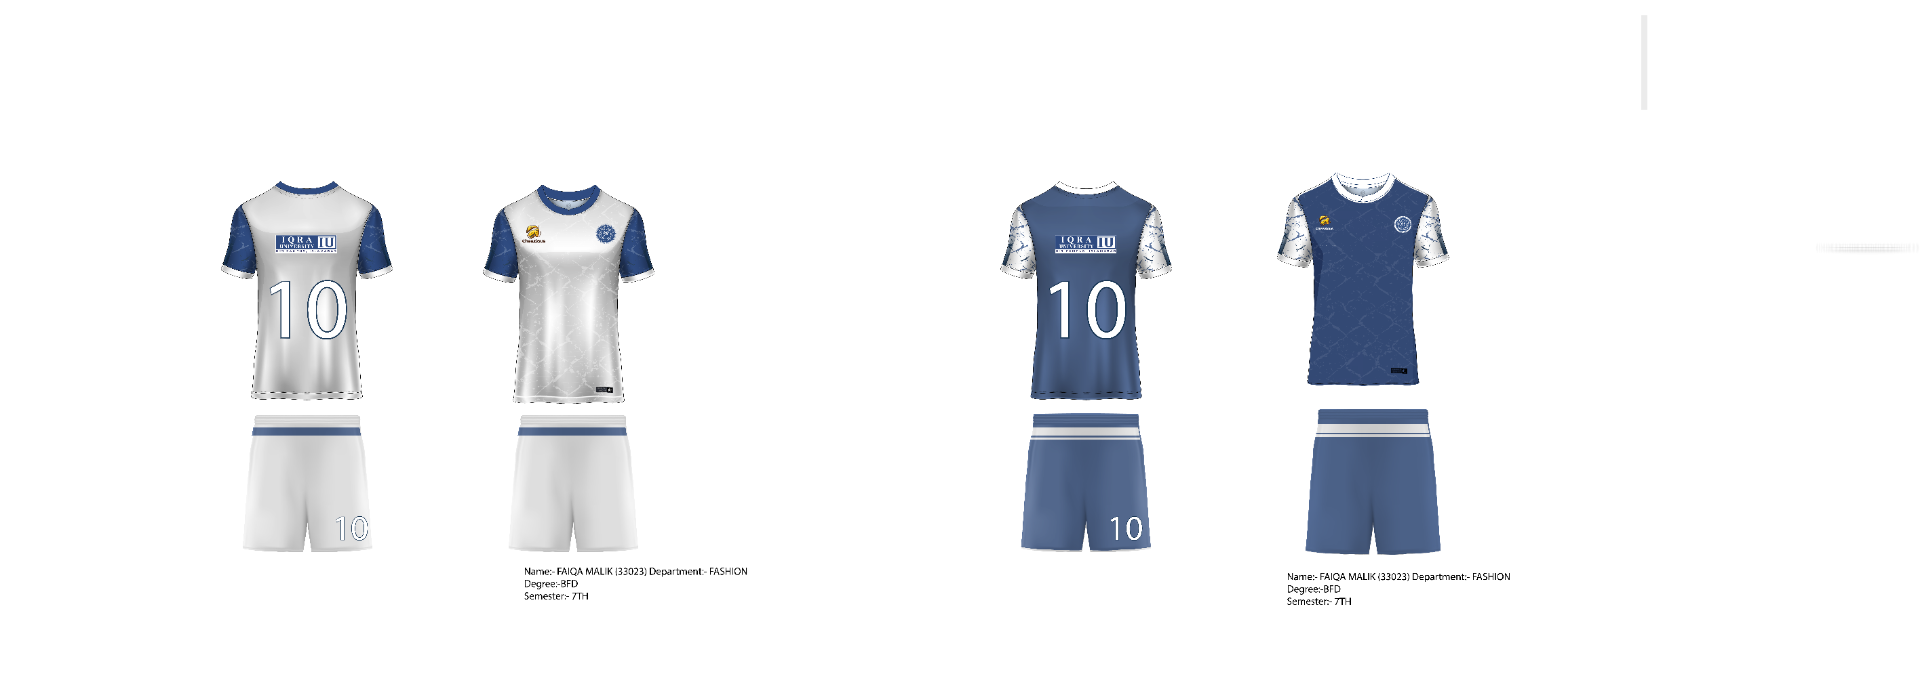 IQRA
UNIVERSITY
IU
10
10
Name:- FAIQA MALIK (33023) Department:- FASHION
Degree:-BFD
Semester:- 7TH
IQRA
UNIVERSITY
IU
10
10
Name:- FAIQA MALIK (33023) Department:- FASHION
Degree:-BFD
Semester:- 7TH